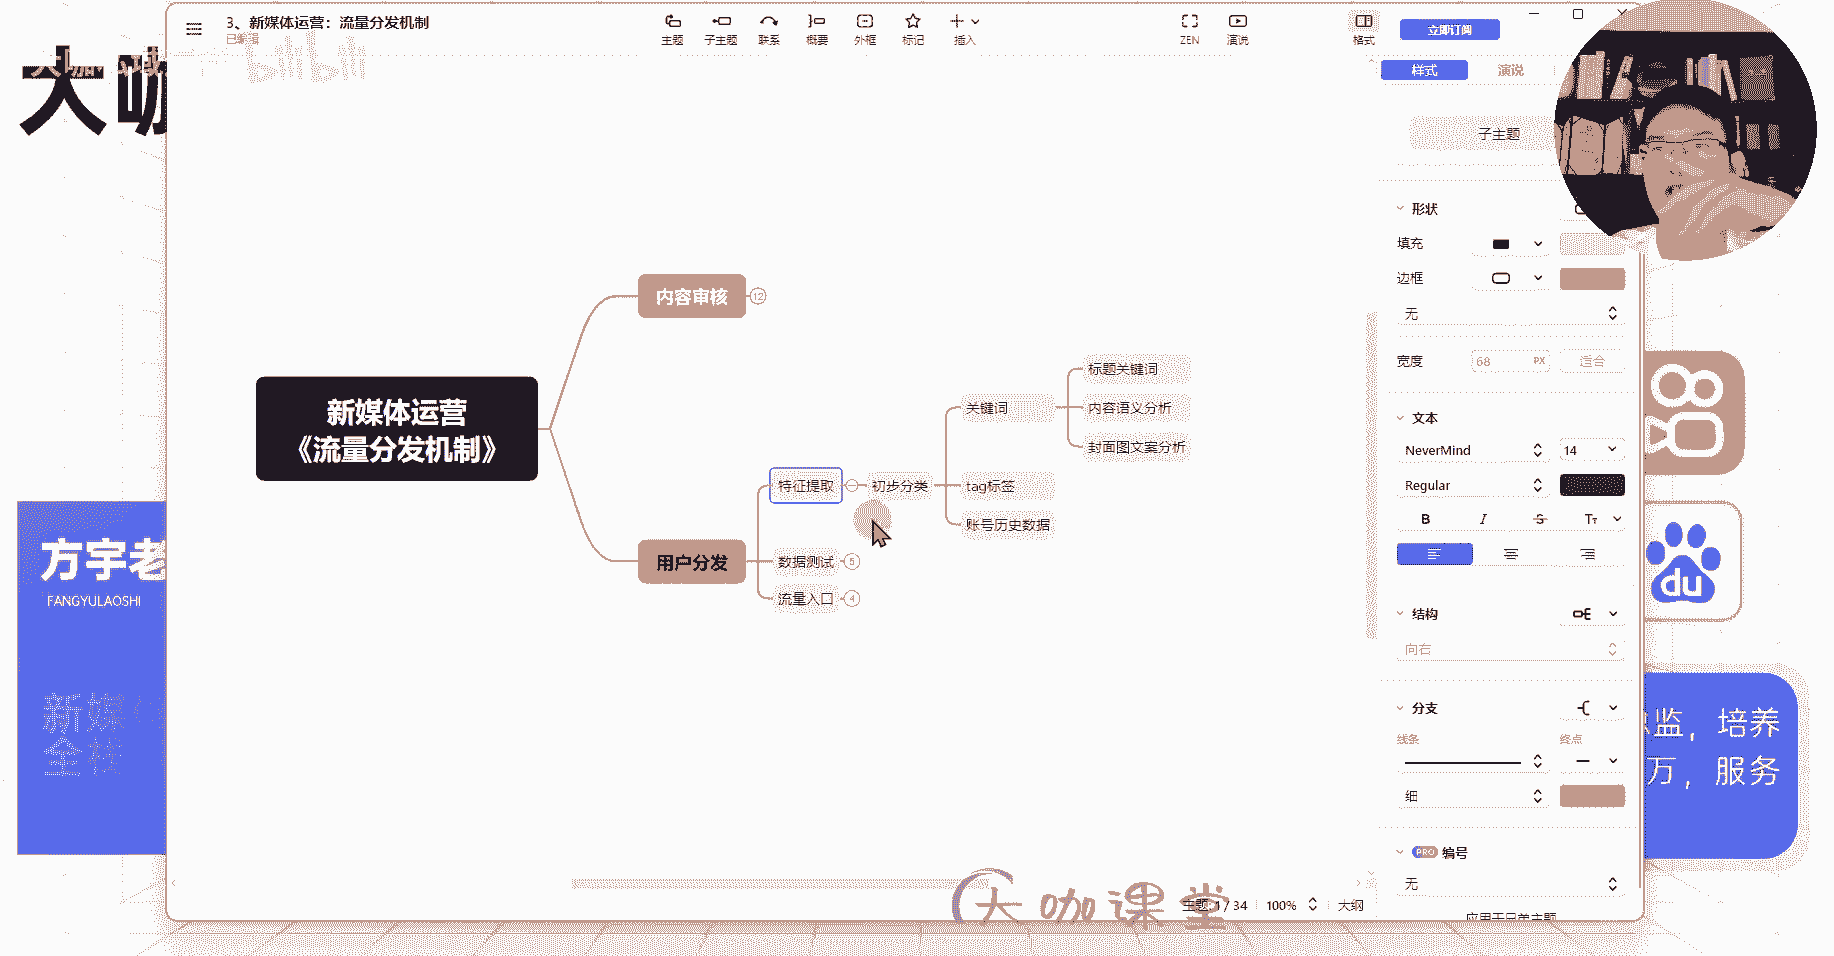 3、新媒体运营：流量分发机制
已编辑
主题
子主题
联系
概要
外框
标记
插入
ZEN
演说
格式
立即订阅
bilibili
大咖
样式
演说
子主题
形状
填充
边框
无
宽度
68
PX
适合
文本
NeverMind
14
Regular
B
I
S
Tт
结构
向右
分支
线条
终点
细
PRO 编号
无
应用于兄弟主题
新媒体运营
《流量分发机制》
内容审核
12
用户分发
特征提取
初步分类
关键词
标题关键词
内容语义分析
封面图文案分析
tag标签
账号历史数据
数据测试
5
流量入口
4
方宇老
FANGYULAOSHI
新媒
全
du
总监，培养
万，服务
大咖课堂
主题: 1 / 34
100%
大纲